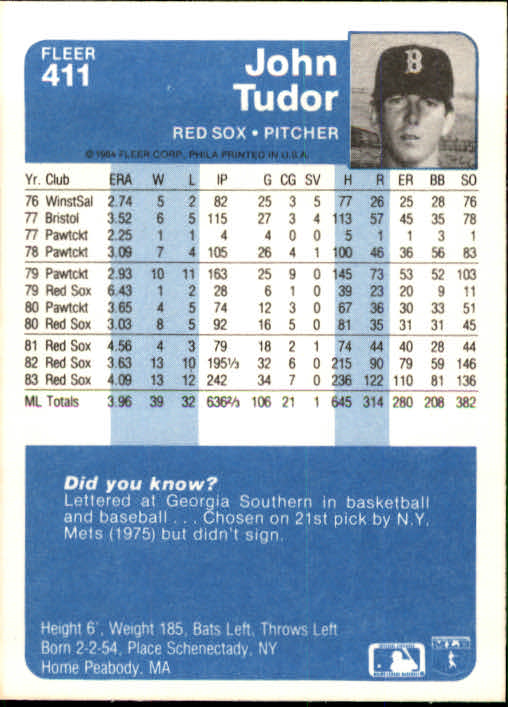 FLEER
411
John
Tudor
B
RED SOX • PITCHER
© 1984 FLEER CORP. PHILA PRINTED IN U.S.A.
Yr. Club ERA W L IP G CG SV H R ER BB SO
76 WinstSal 2.74 5 2 82 25 3 5 77 26 25 28 76
77 Bristol 3.52 6 5 115 27 3 4 113 57 45 35 78
77 Pawtckt 2.25 1 1 4 4 0 0 5 1 1 3 1
78 Pawtckt 3.09 7 4 105 26 4 1 100 46 36 56 83
79 Pawtckt 2.93 10 11 163 25 9 0 145 73 53 52 103
79 Red Sox 6.43 1 2 28 6 1 0 39 23 20 9 11
80 Pawtckt 3.65 4 5 74 12 3 0 67 36 30 33 51
80 Red Sox 3.03 8 5 92 16 5 0 81 35 31 31 45
81 Red Sox 4.56 4 3 79 18 2 1 74 44 40 28 44
82 Red Sox 3.63 13 10 195⅓ 32 6 0 215 90 79 59 146
83 Red Sox 4.09 13 12 242 34 7 0 236 122 110 81 136
ML Totals 3.96 39 32 636⅔ 106 21 1 645 314 280 208 382
Did you know?
Lettered at Georgia Southern in basketball
and baseball . . . Chosen on 21st pick by N.Y.
Mets (1975) but didn't sign.
Height 6', Weight 185, Bats Left, Throws Left
Born 2-2-54, Place Schenectady, NY
Home Peabody, MA